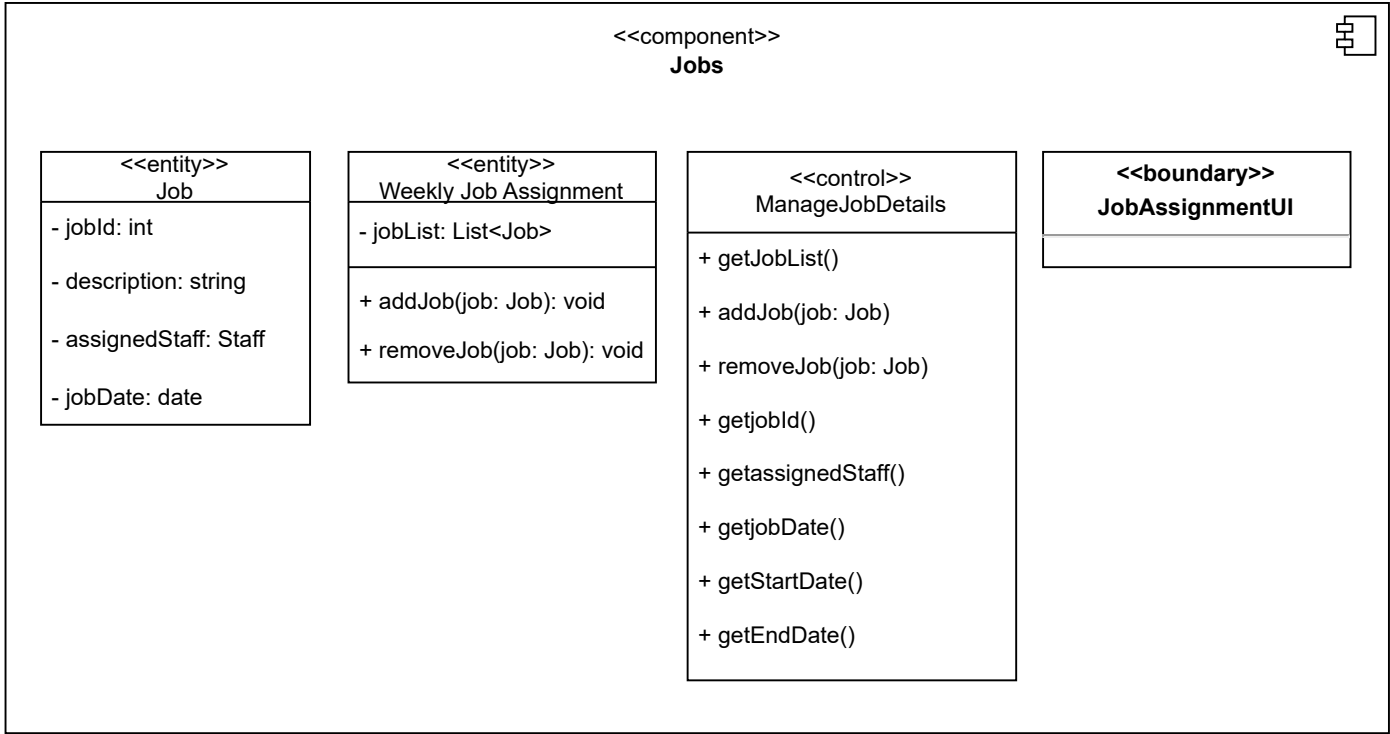 <<component>>
Jobs
<<entity>>
Job
- jobId: int
- description: string
- assignedStaff: Staff
- jobDate: date
<<entity>>
Weekly Job Assignment
- jobList: List<Job>
+ addJob(job: Job): void
+ removeJob(job: Job): void
<<control>>
ManageJobDetails
+ getJobList()
+ addJob(job: Job)
+ removeJob(job: Job)
+ getjobId()
+ getassignedStaff()
+ getjobDate()
+ getStartDate()
+ getEndDate()
<<boundary>>
JobAssignmentUI